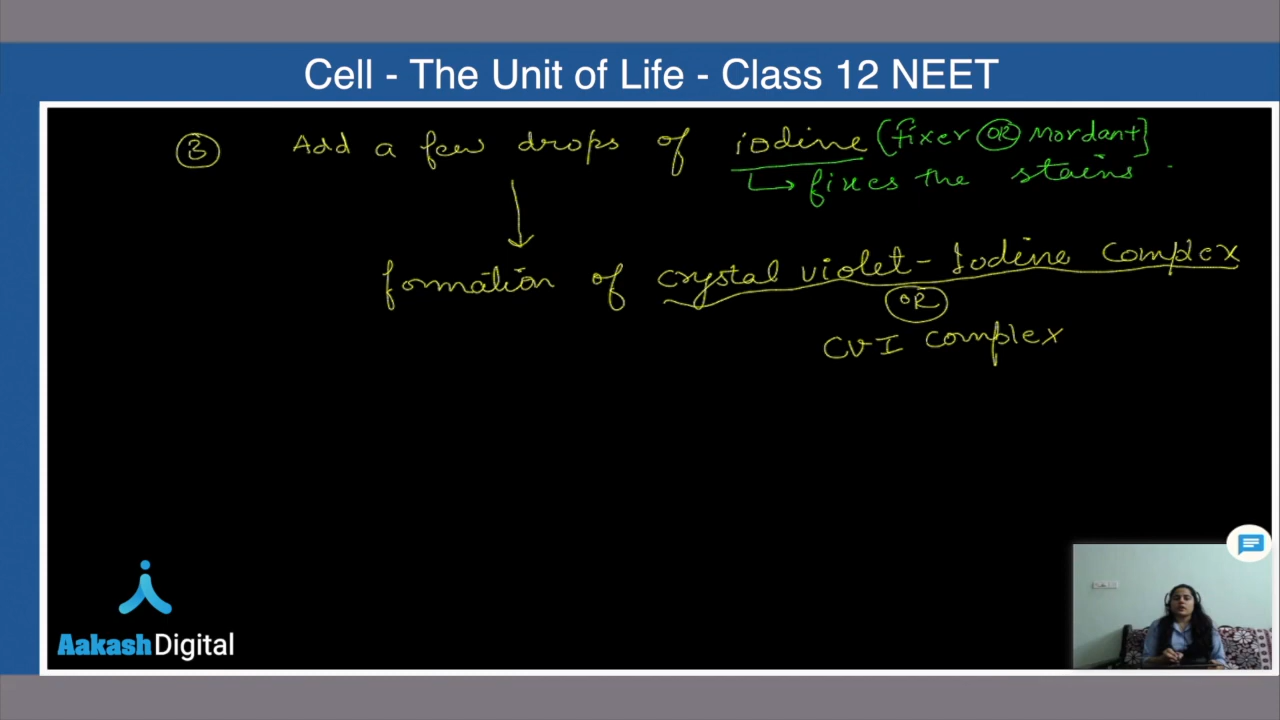 Cell - The Unit of Life - Class 12 NEET
③ Add a few drops of iodine (fixer OR Mordant]
↳ fixes the stains
↓
formation of crystal violet - Iodine complex
OR
CVI complex
Aakash Digital